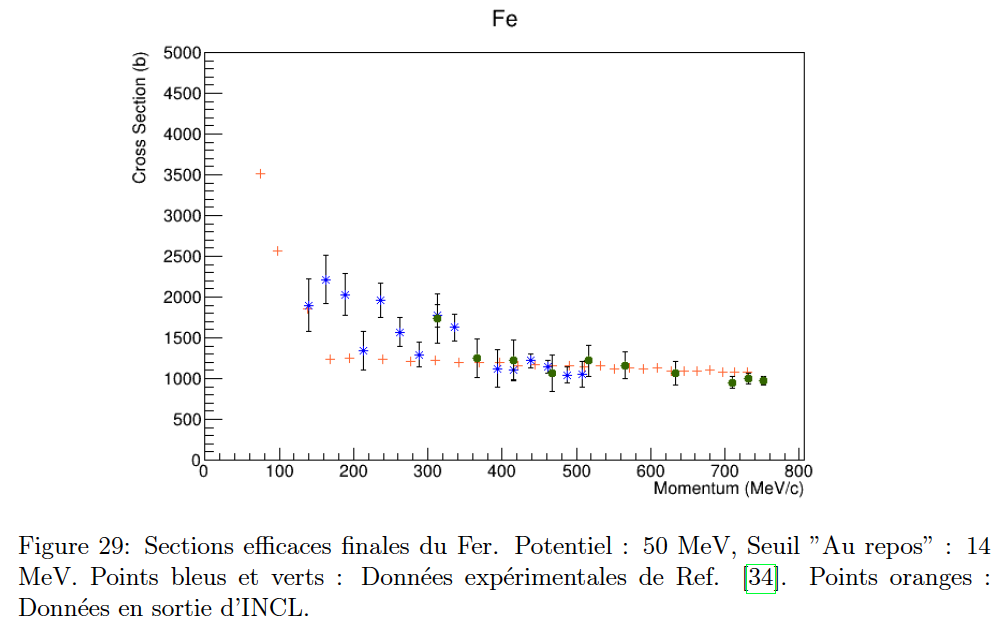 Fe
Cross Section (b)
5000
4500
4000
3500
3000
2500
2000
1500
1000
500
0
0 100 200 300 400 500 600 700 800
Momentum (MeV/c)
Figure 29: Sections efficaces finales du Fer. Potentiel : 50 MeV, Seuil "Au repos" : 14
MeV. Points bleus et verts : Données expérimentales de Ref. [34]. Points oranges :
Données en sortie d'INCL.